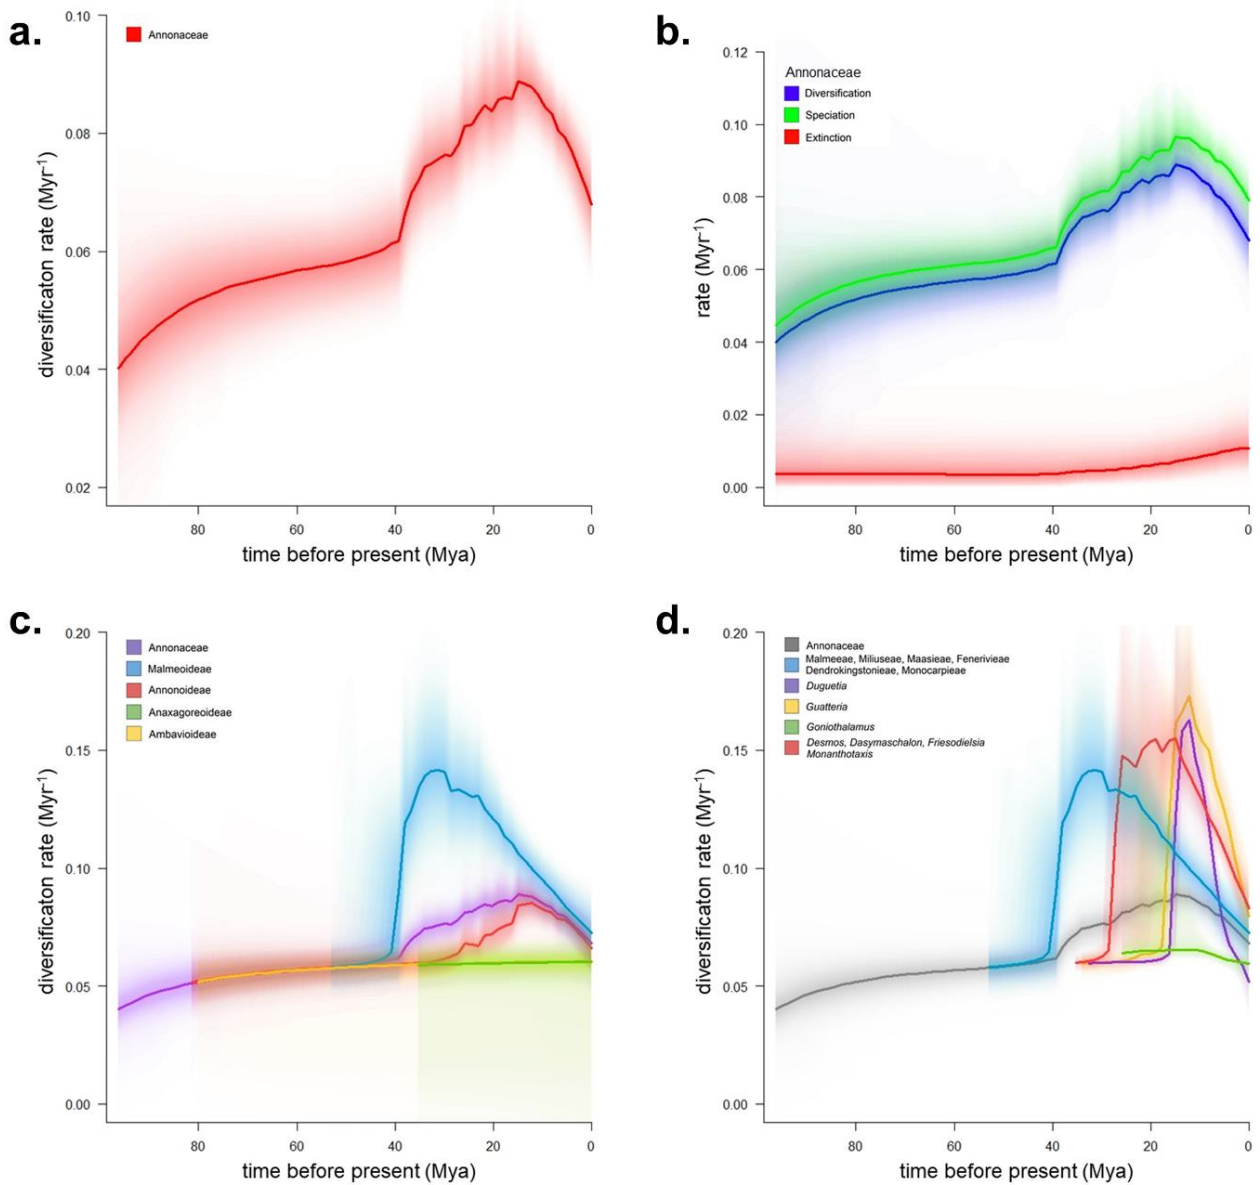 a.
Annonaceae
0.10
0.08
0.06
0.04
0.02
diversificaton rate (Myr-1)
80 60 40 20 0
time before present (Mya)
b.
Annonaceae
Diversification
Speciation
Extinction
0.12
0.10
0.08
0.06
0.04
0.02
0.00
rate (Myr-1)
80 60 40 20 0
time before present (Mya)
c.
Annonaceae
Malmeoideae
Annonoideae
Anaxagoreoideae
Ambavioideae
0.20
0.15
0.10
0.05
0.00
diversificaton rate (Myr-1)
80 60 40 20 0
time before present (Mya)
d.
Annonaceae
Malmeeae, Miliuseae, Maasieae, Fenerivieae
Dendrokingstonieae, Monocarpieae
Duguetia
Guatteria
Goniothalamus
Desmos, Dasymaschalon, Friesodielsia
Monanthotaxis
0.20
0.15
0.10
0.05
0.00
diversificaton rate (Myr-1)
80 60 40 20 0
time before present (Mya)